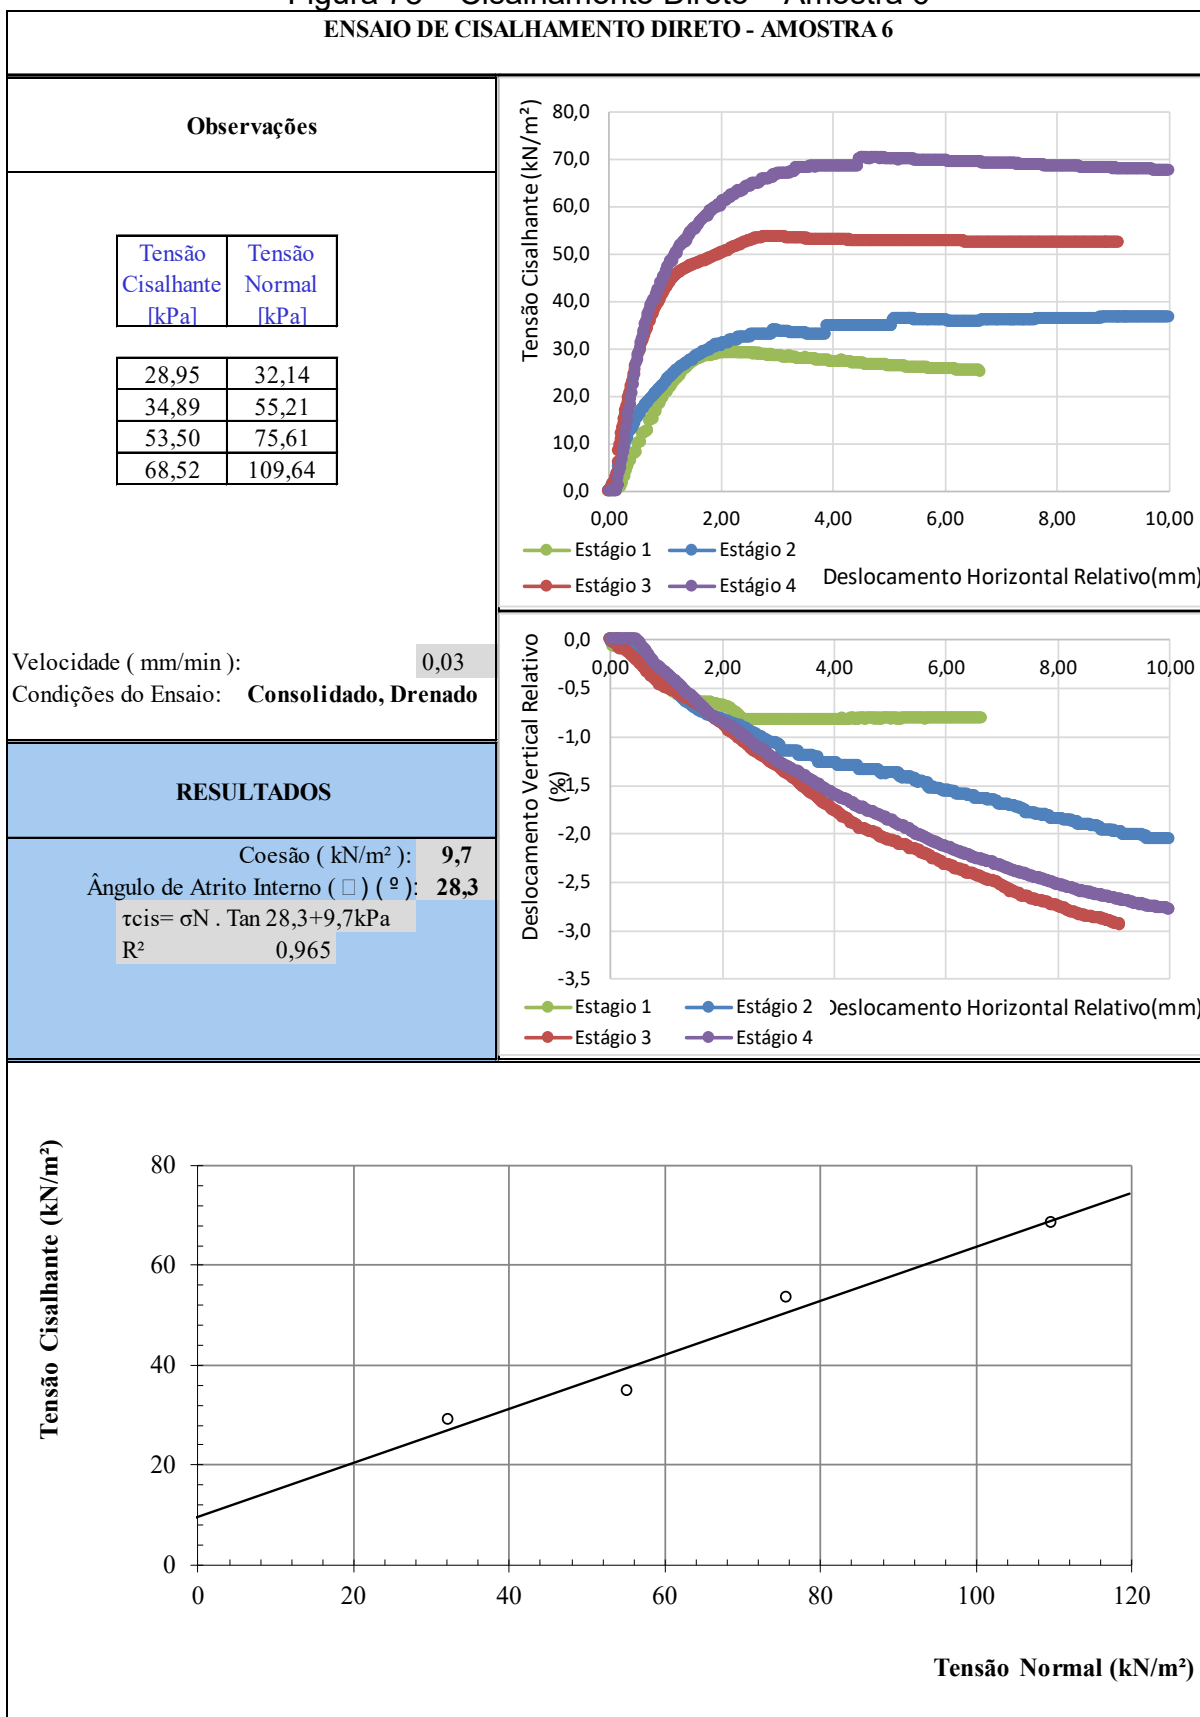 ENSAIO DE CISALHAMENTO DIRETO - AMOSTRA 6
Observações
Tensão Cisalhante [kPa] Tensão Normal [kPa]
28,95 32,14
34,89 55,21
53,50 75,61
68,52 109,64
Velocidade ( mm/min ): 0,03
Condições do Ensaio: Consolidado, Drenado
RESULTADOS
Coesão ( kN/m² ): 9,7
Ângulo de Atrito Interno ( □ ) ( º ): 28,3
τcis= σN . Tan 28,3+9,7kPa
R² 0,965
Tensão Cisalhante (kN/m²)
80,0
70,0
60,0
50,0
40,0
30,0
20,0
10,0
0,0
0,00 2,00 4,00 6,00 8,00 10,00
Estágio 1 Estágio 2
Estágio 3 Estágio 4
Deslocamento Horizontal Relativo(mm)
Deslocamento Vertical Relativo (%)
0,0
0,00 2,00 4,00 6,00 8,00 10,00
-0,5
-1,0
-1,5
-2,0
-2,5
-3,0
-3,5
Estagio 1 Estágio 2
Estágio 3 Estágio 4
Deslocamento Horizontal Relativo(mm)
Tensão Cisalhante (kN/m²)
80
60
40
20
0
0 20 40 60 80 100 120
Tensão Normal (kN/m²)